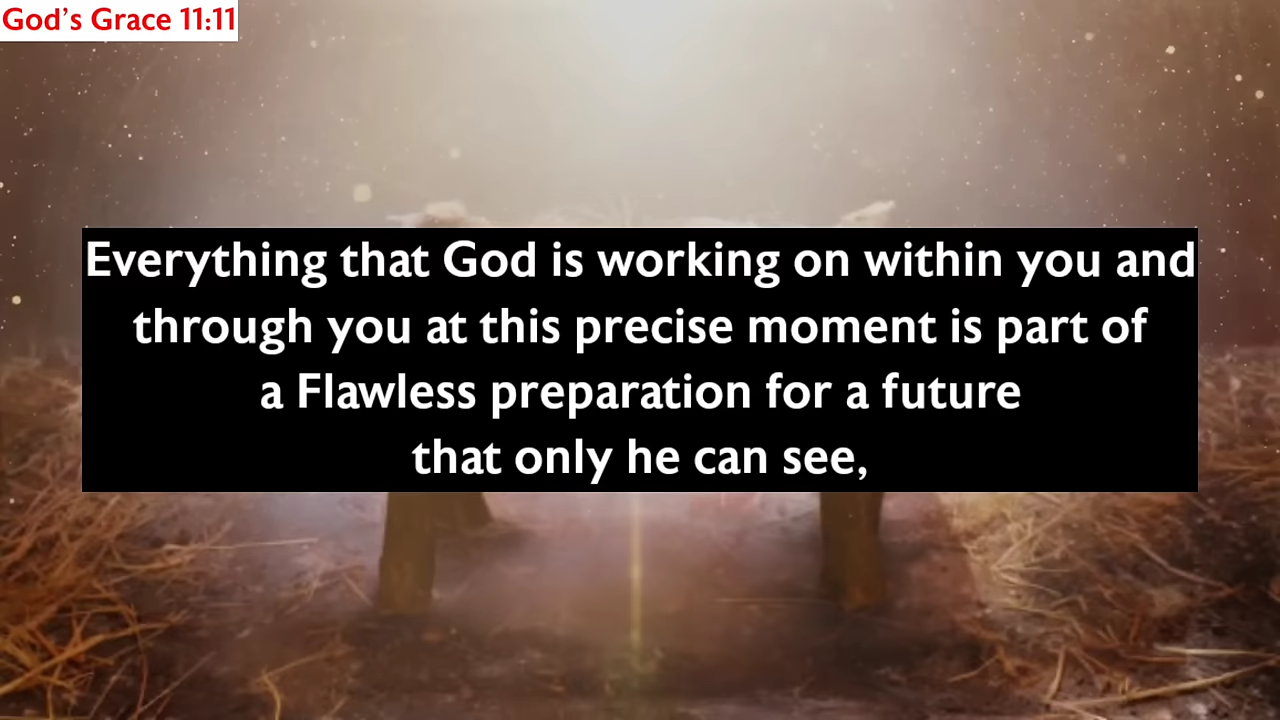 God's Grace 11:11
Everything that God is working on within you and
through you at this precise moment is part of
a Flawless preparation for a future
that only he can see,